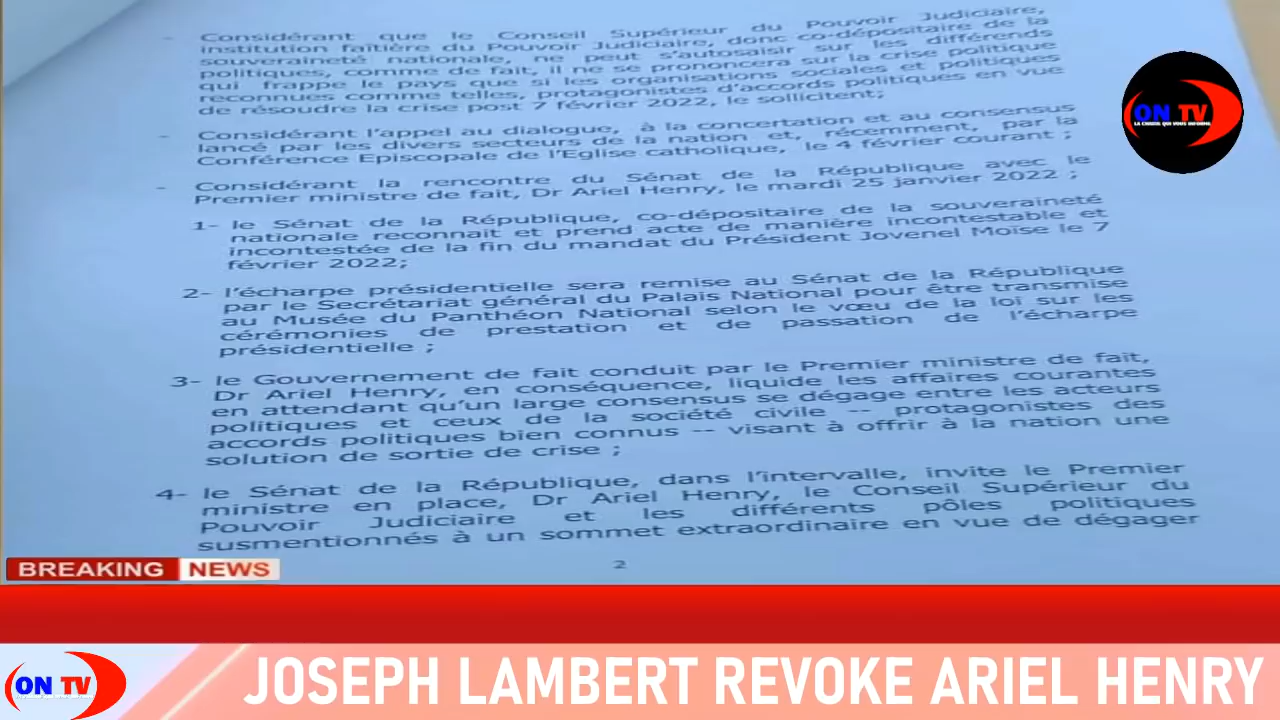 - Considérant que le Conseil Supérieur du Pouvoir Judiciaire,
institution faîtière du Pouvoir Judiciaire, donc co-dépositaire de la
souveraineté nationale, ne peut s'autosaisir sur les différends
politiques, comme de fait, il ne se prononcera sur la crise politique
qui frappe le pays que si les organisations sociales et politiques
reconnues comme telles, protagonistes d'accords politiques en vue
de résoudre la crise post 7 février 2022, le sollicitent;
- Considérant l'appel au dialogue, à la concertation et au consensus
lancé par les divers secteurs de la nation et, récemment, par la
Conférence Episcopale de l'Eglise catholique, le 4 février courant ;
- Considérant la rencontre du Sénat de la République avec le
Premier ministre de fait, Dr Ariel Henry, le mardi 25 janvier 2022 ;
1- le Sénat de la République, co-dépositaire de la souveraineté
nationale reconnait et prend acte de manière incontestable et
incontestée de la fin du mandat du Président Jovenel Moïse le 7
février 2022;
2- l'écharpe présidentielle sera remise au Sénat de la République
par le Secrétariat général du Palais National pour être transmise
au Musée du Panthéon National selon le vœu de la loi sur les
cérémonies de prestation et de passation de l'écharpe
présidentielle ;
3- le Gouvernement de fait conduit par le Premier ministre de fait,
Dr Ariel Henry, en conséquence, liquide les affaires courantes
en attendant qu'un large consensus se dégage entre les acteurs
politiques et ceux de la société civile -- protagonistes des
accords politiques bien connus -- visant à offrir à la nation une
solution de sortie de crise ;
4- le Sénat de la République, dans l'intervalle, invite le Premier
ministre en place, Dr Ariel Henry, le Conseil Supérieur du
Pouvoir Judiciaire et les différents pôles politiques
susmentionnés à un sommet extraordinaire en vue de dégager
2
ON TV
BREAKING NEWS
ON TV
JOSEPH LAMBERT REVOKE ARIEL HENRY